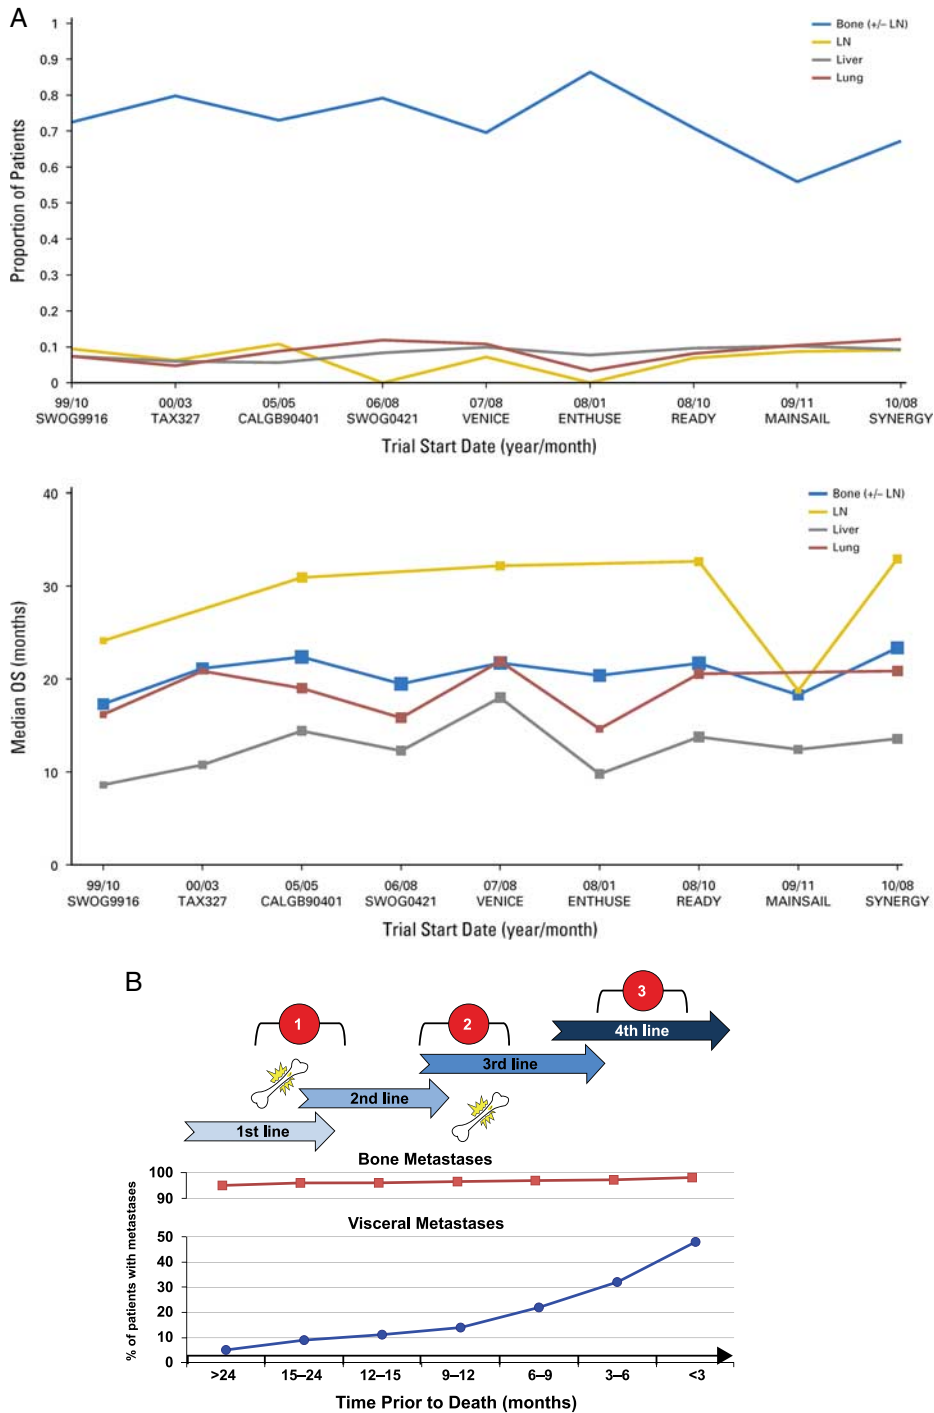 A
1
0.9
0.8
0.7
0.6
0.5
0.4
0.3
0.2
0.1
0
Proportion of Patients
Bone (+/– LN)
LN
Liver
Lung
99/10 00/03 05/05 06/08 07/08 08/01 08/10 09/11 10/08
SWOG9916 TAX327 CALGB90401 SWOG0421 VENICE ENTHUSE READY MAINSAIL SYNERGY
Trial Start Date (year/month)
40
30
20
10
0
Median OS (months)
Bone (+/– LN)
LN
Liver
Lung
99/10 00/03 05/05 06/08 07/08 08/01 08/10 09/11 10/08
SWOG9916 TAX327 CALGB90401 SWOG0421 VENICE ENTHUSE READY MAINSAIL SYNERGY
Trial Start Date (year/month)
B
1 2 3
4th line
3rd line
2nd line
1st line
Bone Metastases
100
90
Visceral Metastases
50
40
30
20
10
0
% of patients with metastases
>24 15–24 12–15 9–12 6–9 3–6 <3
Time Prior to Death (months)